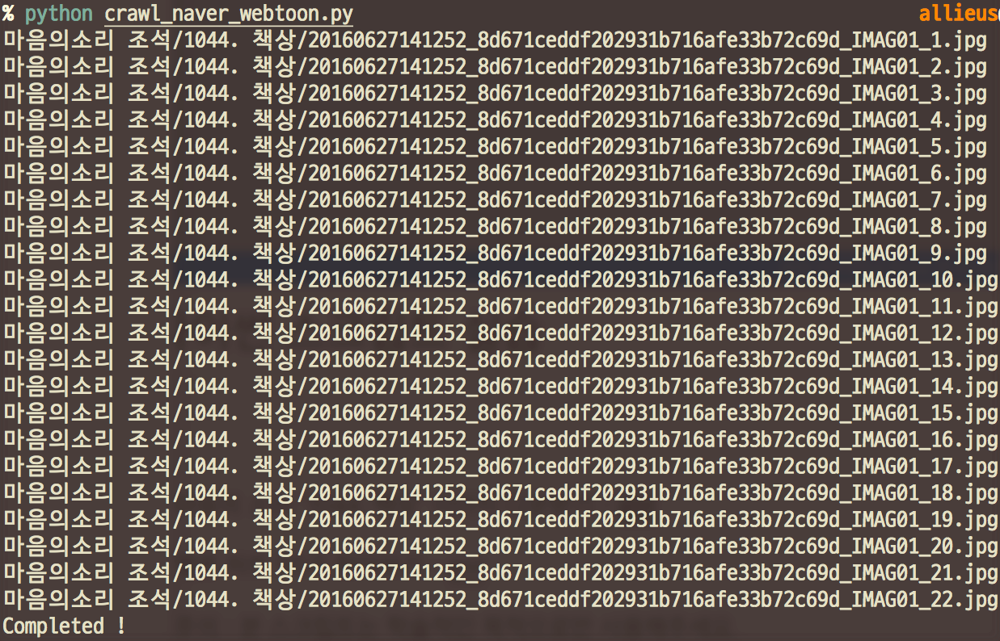 % python crawl_naver_webtoon.py allieus
마음의소리 조석/1044. 책상/20160627141252_8d671ceddf202931b716afe33b72c69d_IMAG01_1.jpg
마음의소리 조석/1044. 책상/20160627141252_8d671ceddf202931b716afe33b72c69d_IMAG01_2.jpg
마음의소리 조석/1044. 책상/20160627141252_8d671ceddf202931b716afe33b72c69d_IMAG01_3.jpg
마음의소리 조석/1044. 책상/20160627141252_8d671ceddf202931b716afe33b72c69d_IMAG01_4.jpg
마음의소리 조석/1044. 책상/20160627141252_8d671ceddf202931b716afe33b72c69d_IMAG01_5.jpg
마음의소리 조석/1044. 책상/20160627141252_8d671ceddf202931b716afe33b72c69d_IMAG01_6.jpg
마음의소리 조석/1044. 책상/20160627141252_8d671ceddf202931b716afe33b72c69d_IMAG01_7.jpg
마음의소리 조석/1044. 책상/20160627141252_8d671ceddf202931b716afe33b72c69d_IMAG01_8.jpg
마음의소리 조석/1044. 책상/20160627141252_8d671ceddf202931b716afe33b72c69d_IMAG01_9.jpg
마음의소리 조석/1044. 책상/20160627141252_8d671ceddf202931b716afe33b72c69d_IMAG01_10.jpg
마음의소리 조석/1044. 책상/20160627141252_8d671ceddf202931b716afe33b72c69d_IMAG01_11.jpg
마음의소리 조석/1044. 책상/20160627141252_8d671ceddf202931b716afe33b72c69d_IMAG01_12.jpg
마음의소리 조석/1044. 책상/20160627141252_8d671ceddf202931b716afe33b72c69d_IMAG01_13.jpg
마음의소리 조석/1044. 책상/20160627141252_8d671ceddf202931b716afe33b72c69d_IMAG01_14.jpg
마음의소리 조석/1044. 책상/20160627141252_8d671ceddf202931b716afe33b72c69d_IMAG01_15.jpg
마음의소리 조석/1044. 책상/20160627141252_8d671ceddf202931b716afe33b72c69d_IMAG01_16.jpg
마음의소리 조석/1044. 책상/20160627141252_8d671ceddf202931b716afe33b72c69d_IMAG01_17.jpg
마음의소리 조석/1044. 책상/20160627141252_8d671ceddf202931b716afe33b72c69d_IMAG01_18.jpg
마음의소리 조석/1044. 책상/20160627141252_8d671ceddf202931b716afe33b72c69d_IMAG01_19.jpg
마음의소리 조석/1044. 책상/20160627141252_8d671ceddf202931b716afe33b72c69d_IMAG01_20.jpg
마음의소리 조석/1044. 책상/20160627141252_8d671ceddf202931b716afe33b72c69d_IMAG01_21.jpg
마음의소리 조석/1044. 책상/20160627141252_8d671ceddf202931b716afe33b72c69d_IMAG01_22.jpg
Completed !